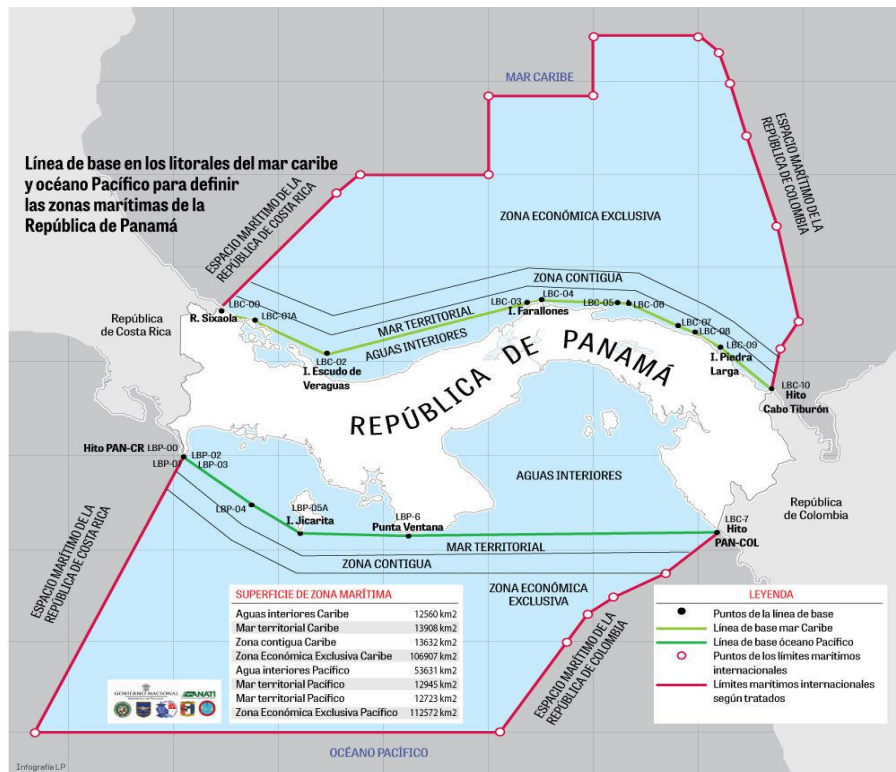 MAR CARIBE
Línea de base en los litorales del mar caribe
y océano Pacífico para definir
las zonas marítimas de la
República de Panamá
ESPACIO MARÍTIMO DE LA
REPÚBLICA DE COSTA RICA
ESPACIO MARÍTIMO DE LA
REPÚBLICA DE COLOMBIA
ZONA ECONÓMICA EXCLUSIVA
ZONA CONTIGUA
MAR TERRITORIAL
AGUAS INTERIORES
República
de Costa Rica
LBC-00
R. Sixaola
LBC-01A
LBC-02
I. Escudo de
Veraguas
LBC-03
LBC-04
I. Farallones
LBC-05
LBC-06
LBC-07
LBC-08
LBC-09
I. Piedra
Larga
LBC-10
Hito
Cabo Tiburón
REPÚBLICA DE PANAMÁ
Hito PAN-CR
LBP-00
LBP-01
LBP-02
LBP-03
LBP-04
LBP-05A
I. Jicarita
LBP-6
Punta Ventana
AGUAS INTERIORES
LBC-7
Hito
PAN-COL
República
de Colombia
MAR TERRITORIAL
ZONA CONTIGUA
ZONA ECONÓMICA
EXCLUSIVA
ESPACIO MARÍTIMO DE LA
REPÚBLICA DE COSTA RICA
ESPACIO MARÍTIMO DE LA
REPÚBLICA DE COLOMBIA
SUPERFICIE DE ZONA MARÍTIMA
Aguas interiores Caribe 12560 km2
Mar territorial Caribe 13908 km2
Zona contigua Caribe 13632 km2
Zona Económica Exclusiva Caribe 106907 km2
Agua interiores Pacífico 53631 km2
Mar territorial Pacífico 12945 km2
Mar territorial Pacífico 12723 km2
Zona Económica Exclusiva Pacífico 112572 km2
LEYENDA
Puntos de la línea de base
Línea de base mar Caribe
Línea de base óceano Pacífico
Puntos de los límites marítimos
internacionales
Límites marítimos internacionales
según tratados
GOBIERNO NACIONAL
ANATI
OCÉANO PACÍFICO
Infografía LP